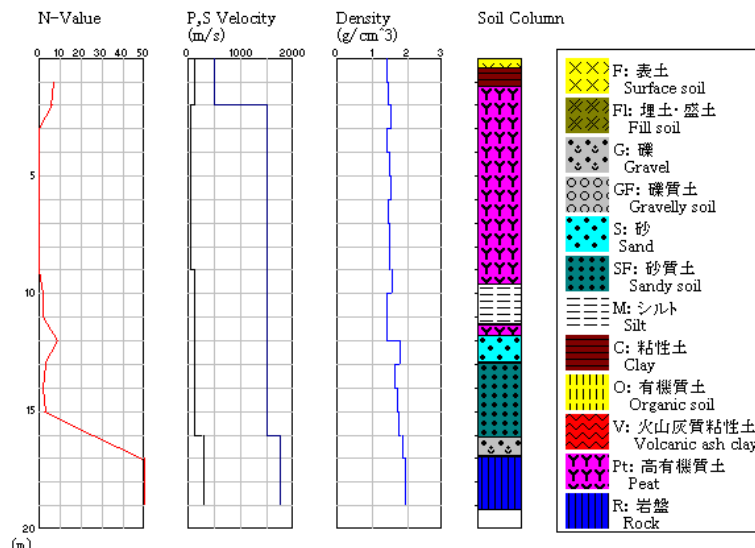 N-Value
P,S Velocity
(m/s)
Density
(g/cm^3)
Soil Column
0 10 20 30 40 50
0 1000 2000
0 1 2 3
5
10
15
20
(m)
F: 表土
Surface soil
Fl: 埋土・盛土
Fill soil
G: 礫
Gravel
GF: 礫質土
Gravelly soil
S: 砂
Sand
SF: 砂質土
Sandy soil
M: シルト
Silt
C: 粘性土
Clay
O: 有機質土
Organic soil
V: 火山灰質粘性土
Volcanic ash clay
Pt: 高有機質土
Peat
R: 岩盤
Rock